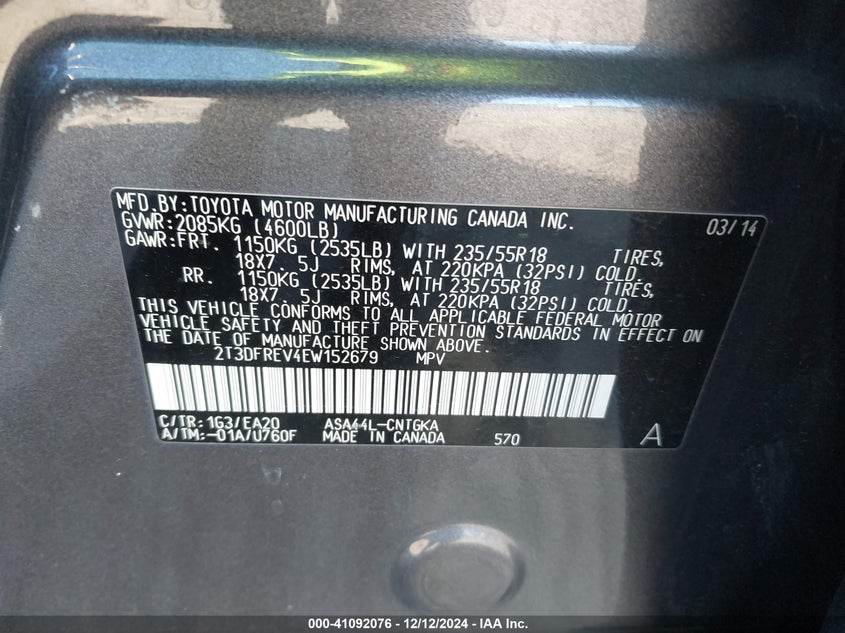 MFD.BY:TOYOTA MOTOR MANUFACTURING CANADA INC. 03/14
GVWR:2085KG (4600LB)
GAWR:FRT. 1150KG (2535LB) WITH 235/55R18 TIRES,
18X7. 5J RIMS, AT 220KPA (32PSI) COLD.
RR. 1150KG (2535LB) WITH 235/55R18 TIRES,
18X7. 5J RIMS, AT 220KPA (32PSI) COLD.
THIS VEHICLE CONFORMS TO ALL APPLICABLE FEDERAL MOTOR
VEHICLE SAFETY AND THEFT PREVENTION STANDARDS IN EFFECT ON
THE DATE OF MANUFACTURE SHOWN ABOVE.
2T3DFREV4EW152679 MPV
C/TR:1G3/EA20 ASA44L-CNTGKA
A/TM:-01A/U760F MADE IN CANADA 570 A
000-41092076 - 12/12/2024 - IAA Inc.